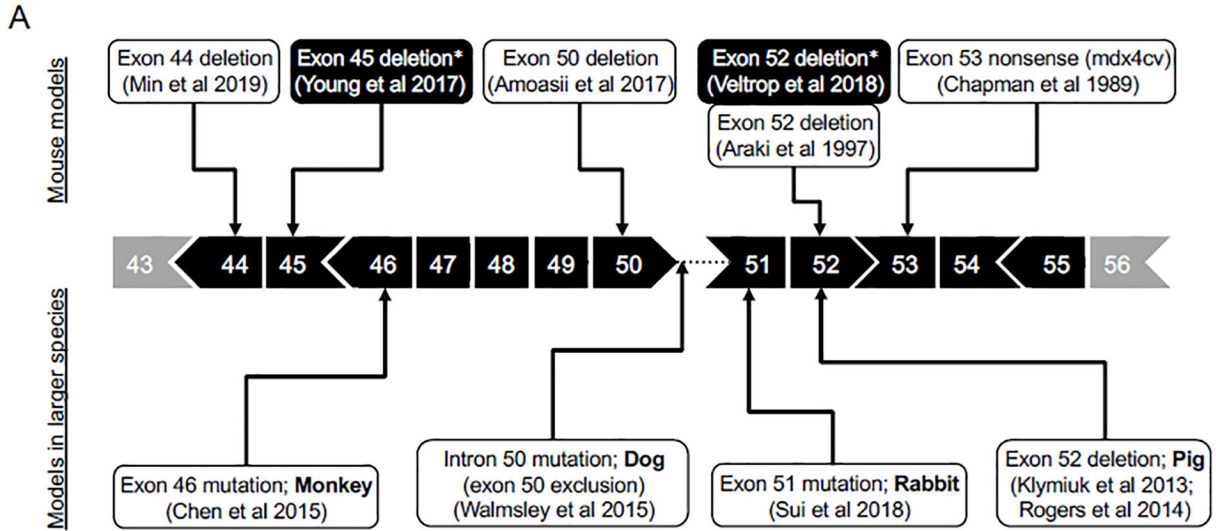 A
Mouse models
Exon 44 deletion
(Min et al 2019)
Exon 45 deletion*
(Young et al 2017)
Exon 50 deletion
(Amoasii et al 2017)
Exon 52 deletion*
(Veltrop et al 2018)
Exon 52 deletion
(Araki et al 1997)
Exon 53 nonsense (mdx4cv)
(Chapman et al 1989)
43 44 45 46 47 48 49 50 51 52 53 54 55 56
Models in larger species
Exon 46 mutation; Monkey
(Chen et al 2015)
Intron 50 mutation; Dog
(exon 50 exclusion)
(Walmsley et al 2015)
Exon 51 mutation; Rabbit
(Sui et al 2018)
Exon 52 deletion; Pig
(Klymiuk et al 2013;
Rogers et al 2014)